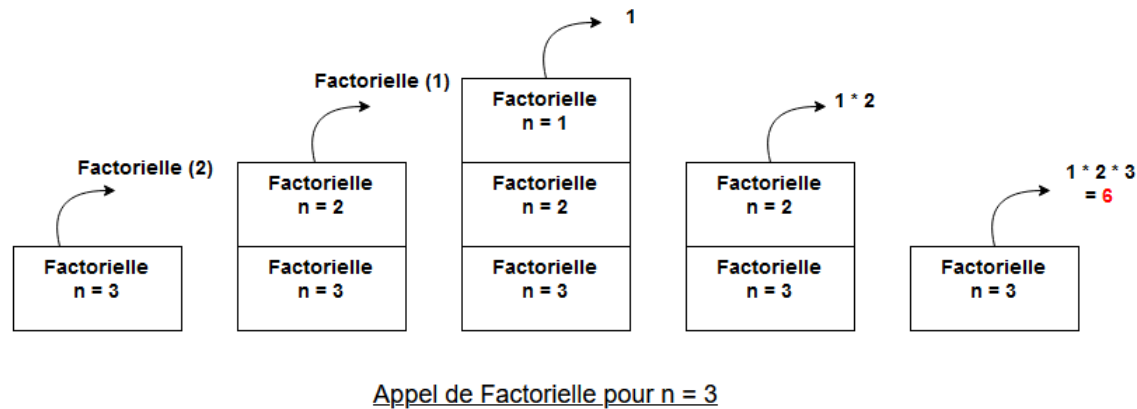 Factorielle (2)
Factorielle
n = 3
Factorielle (1)
Factorielle
n = 2
Factorielle
n = 3
1
Factorielle
n = 1
Factorielle
n = 2
Factorielle
n = 3
1 * 2
Factorielle
n = 2
Factorielle
n = 3
1 * 2 * 3
= 6
Factorielle
n = 3
Appel de Factorielle pour n = 3